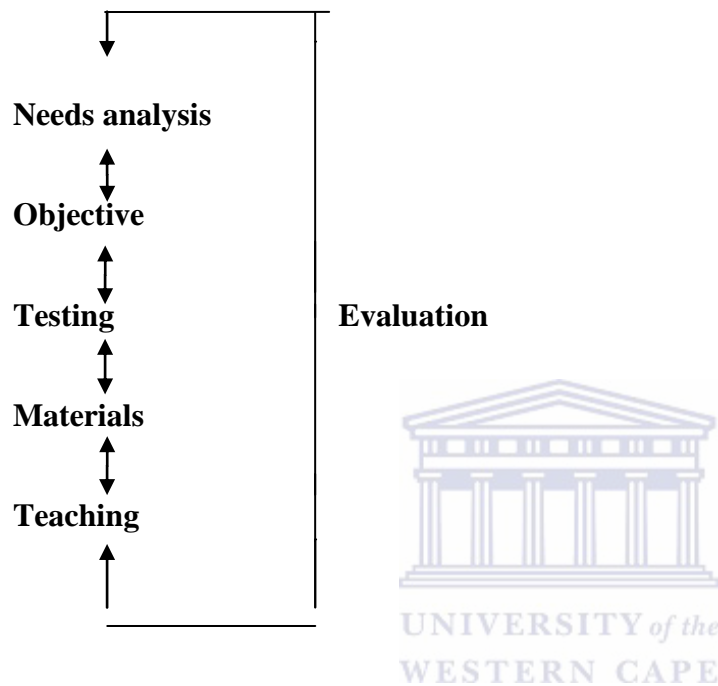 Needs analysis
Objective
Testing
Evaluation
Materials
Teaching
UNIVERSITY of the
WESTERN CAPE